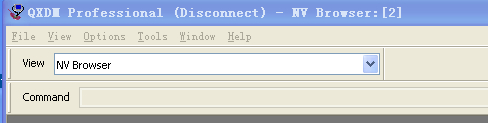 QXDM Professional (Disconnect) - NV Browser:[2]
File View Options Tools Window Help
View NV Browser
Command